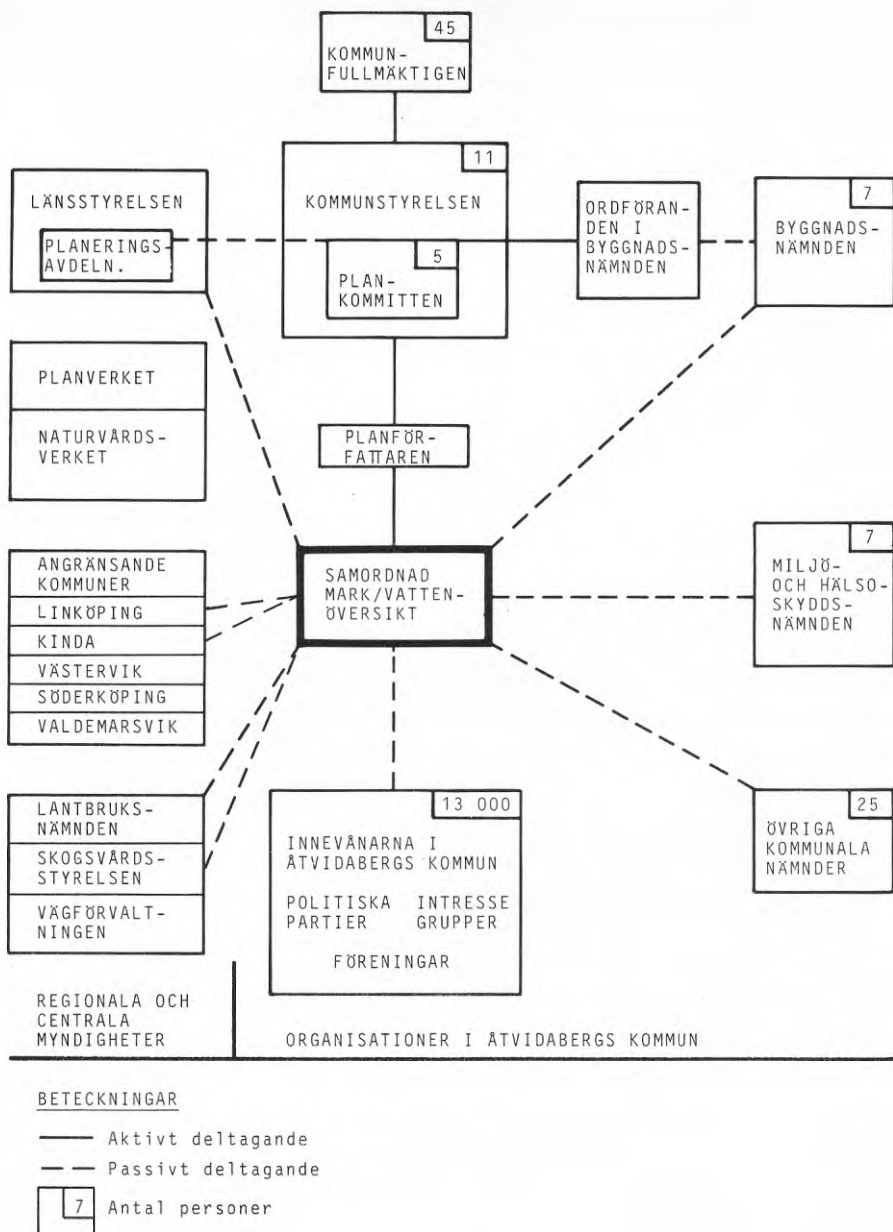 45
KOMMUN-
FULLMÄKTIGEN
LÄNSSTYRELSEN
PLANERINGS-
AVDELN.
11
KOMMUNSTYRELSEN
5
PLAN-
KOMMITTEN
ORDFÖRAN-
DEN I
BYGGNADS-
NÄMNDEN
7
BYGGNADS-
NÄMNDEN
PLANVERKET
NATURVÅRDS-
VERKET
PLANFÖR-
FATTAREN
ANGRÄNSANDE
KOMMUNER
LINKÖPING
KINDA
VÄSTERVIK
SÖDERKÖPING
VALDEMARSVIK
SAMORDNAD
MARK/VATTEN-
ÖVERSIKT
7
MILJÖ-
OCH HÄLSO-
SKYDDS-
NÄMNDEN
LANTBRUKS-
NÄMNDEN
SKOGSVÅRDS-
STYRELSEN
VÄGFÖRVALT-
NINGEN
13 000
INNEVÅNARNA I
ÅTVIDABERGS KOMMUN
POLITISKA INTRESSE
PARTIER GRUPPER
FÖRENINGAR
25
ÖVRIGA
KOMMUNALA
NÄMNDER
REGIONALA OCH
CENTRALA
MYNDIGHETER
ORGANISATIONER I ÅTVIDABERGS KOMMUN
BETECKNINGAR
Aktivt deltagande
Passivt deltagande
7 Antal personer